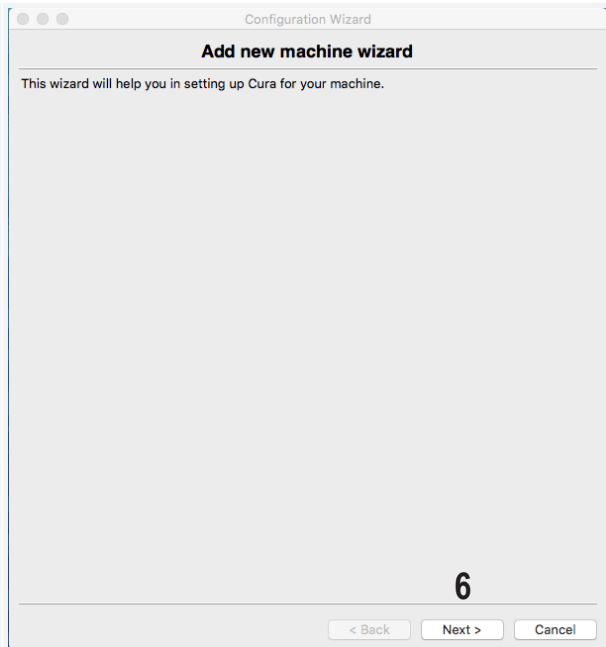 Configuration Wizard
Add new machine wizard
This wizard will help you in setting up Cura for your machine.
6
< Back Next > Cancel